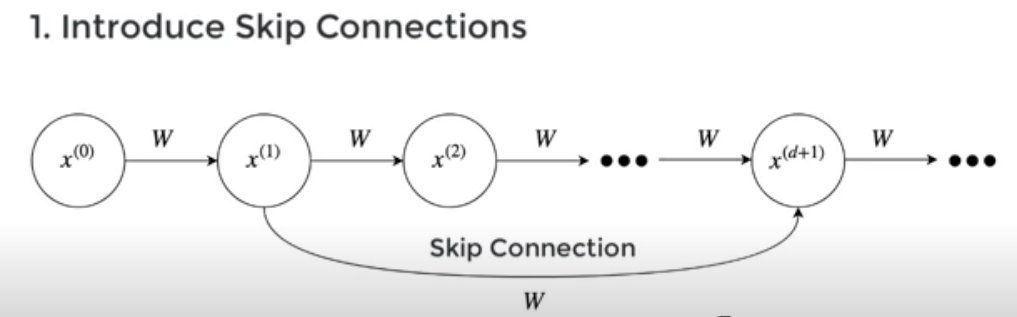 1. Introduce Skip Connections
W W W W W
x^(0) x^(1) x^(2) ••• x^(d+1) •••
Skip Connection
W